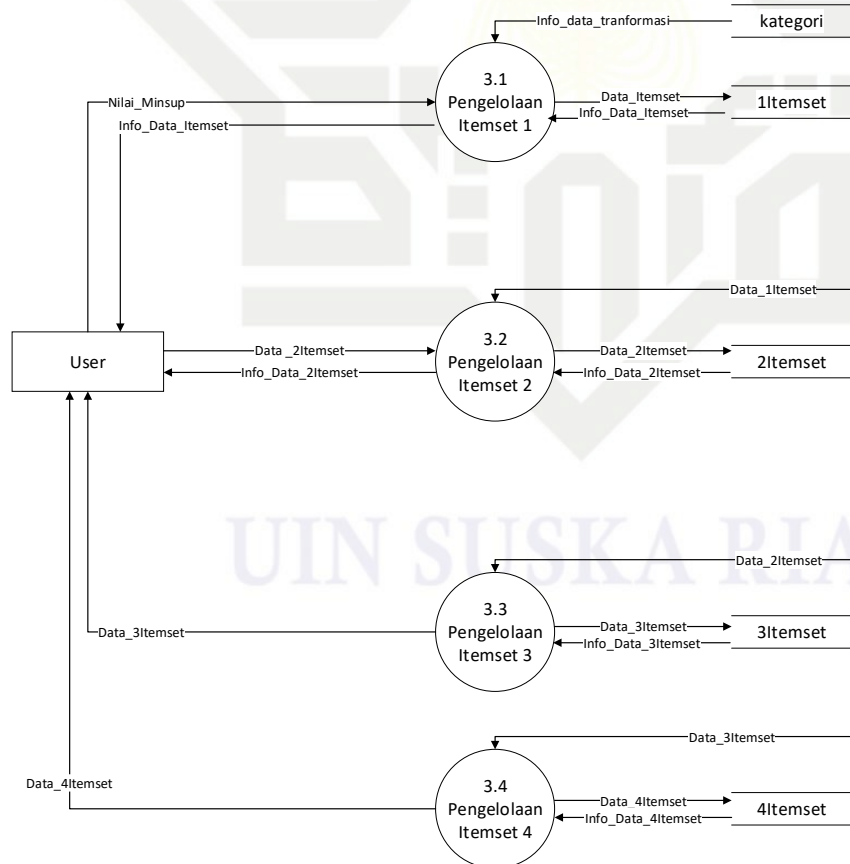 Info_data_tranformasi
kategori
3.1
Pengelolaan
Itemset 1
Nilai_Minsup
Info_Data_Itemset
Data_Itemset
Info_Data_Itemset
1Itemset
Data_1Itemset
User
Data _2Itemset
Info_Data_2Itemset
3.2
Pengelolaan
Itemset 2
Data_2Itemset
Info_Data_2Itemset
2Itemset
UIN SUSKA RIA
Data_2Itemset
3.3
Pengelolaan
Itemset 3
Data_3Itemset
Data_3Itemset
Info_Data_3Itemset
3Itemset
Data_3Itemset
Data_4Itemset
3.4
Pengelolaan
Itemset 4
Data_4Itemset
Info_Data_4Itemset
4Itemset